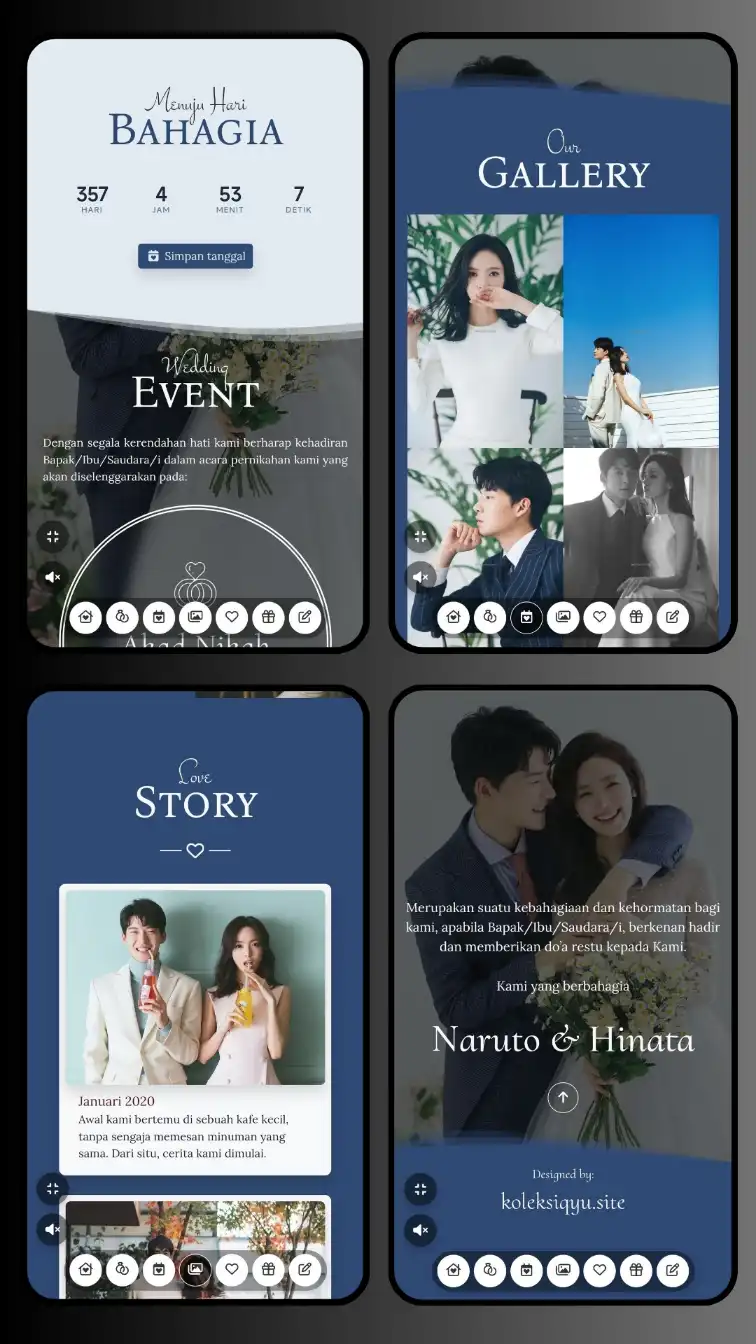 Menuju Hari
BAHAGIA
357 4 53 7
HARI JAM MENIT DETIK
Simpan tanggal
Wedding
EVENT
Dengan segala kerendahan hati kami berharap kehadiran
Bapak/Ibu/Saudara/i dalam acara pernikahan kami yang
akan diselenggarakan pada:
Akad Nikah
Our
GALLERY
Love
STORY
Januari 2020
Awal kami bertemu di sebuah kafe kecil,
tanpa sengaja memesan minuman yang
sama. Dari situ, cerita kami dimulai.
Merupakan suatu kebahagiaan dan kehormatan bagi
kami, apabila Bapak/Ibu/Saudara/i, berkenan hadir
dan memberikan do'a restu kepada Kami.
Kami yang berbahagia
Naruto & Hinata
Designed by:
koleksiqyu.site